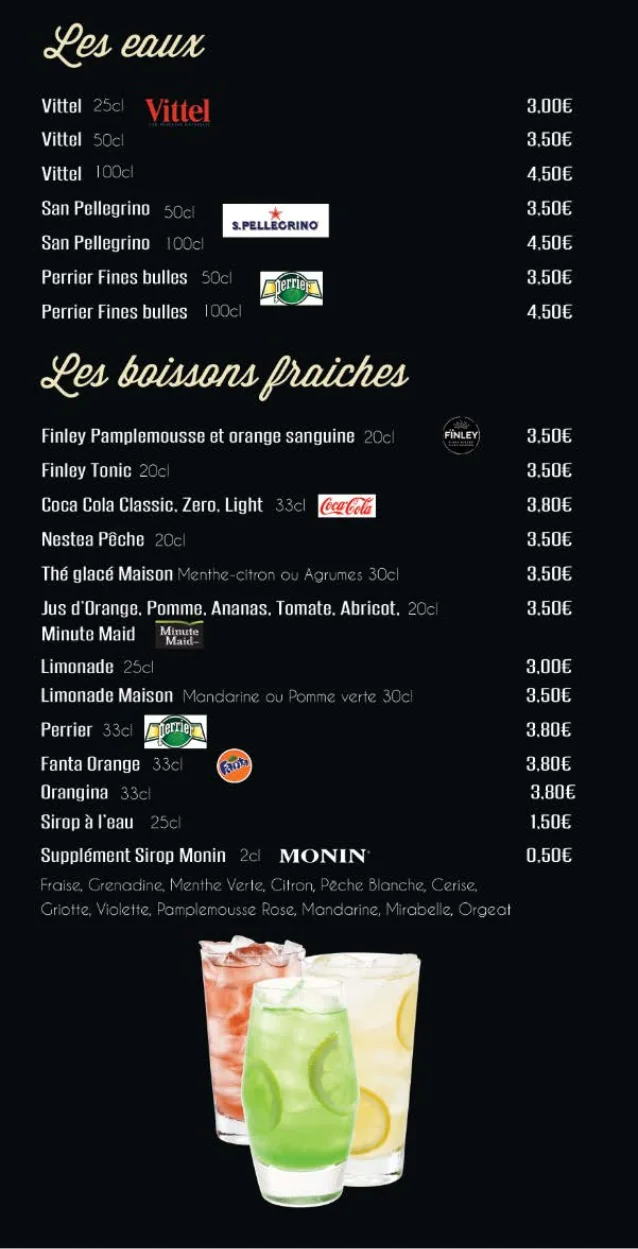 Les eaux
Vittel 25cl Vittel 3,00€
Vittel 50cl 3,50€
Vittel 100cl 4,50€
San Pellegrino 50cl S.PELLEGRINO 3,50€
San Pellegrino 100cl 4,50€
Perrier Fines bulles 50cl perrier 3,50€
Perrier Fines bulles 100cl 4,50€
Les boissons fraiches
Finley Pamplemousse et orange sanguine 20cl FÏNLEY 3,50€
Finley Tonic 20cl 3,50€
Coca Cola Classic, Zero, Light 33cl Coca-Cola 3,80€
Nestea Pêche 20cl 3,50€
Thé glacé Maison Menthe-citron ou Agrumes 30cl 3,50€
Jus d'Orange, Pomme, Ananas, Tomate, Abricot, 20cl 3,50€
Minute Maid Minute Maid
Limonade 25cl 3,00€
Limonade Maison Mandarine ou Pomme verte 30cl 3,50€
Perrier 33cl perrier 3,80€
Fanta Orange 33cl Fanta 3,80€
Orangina 33cl 3,80€
Sirop à l'eau 25cl 1,50€
Supplément Sirop Monin 2cl MONIN 0,50€
Fraise, Grenadine, Menthe Verte, Citron, Pêche Blanche, Cerise,
Griotte, Violette, Pamplemousse Rose, Mandarine, Mirabelle, Orgeat